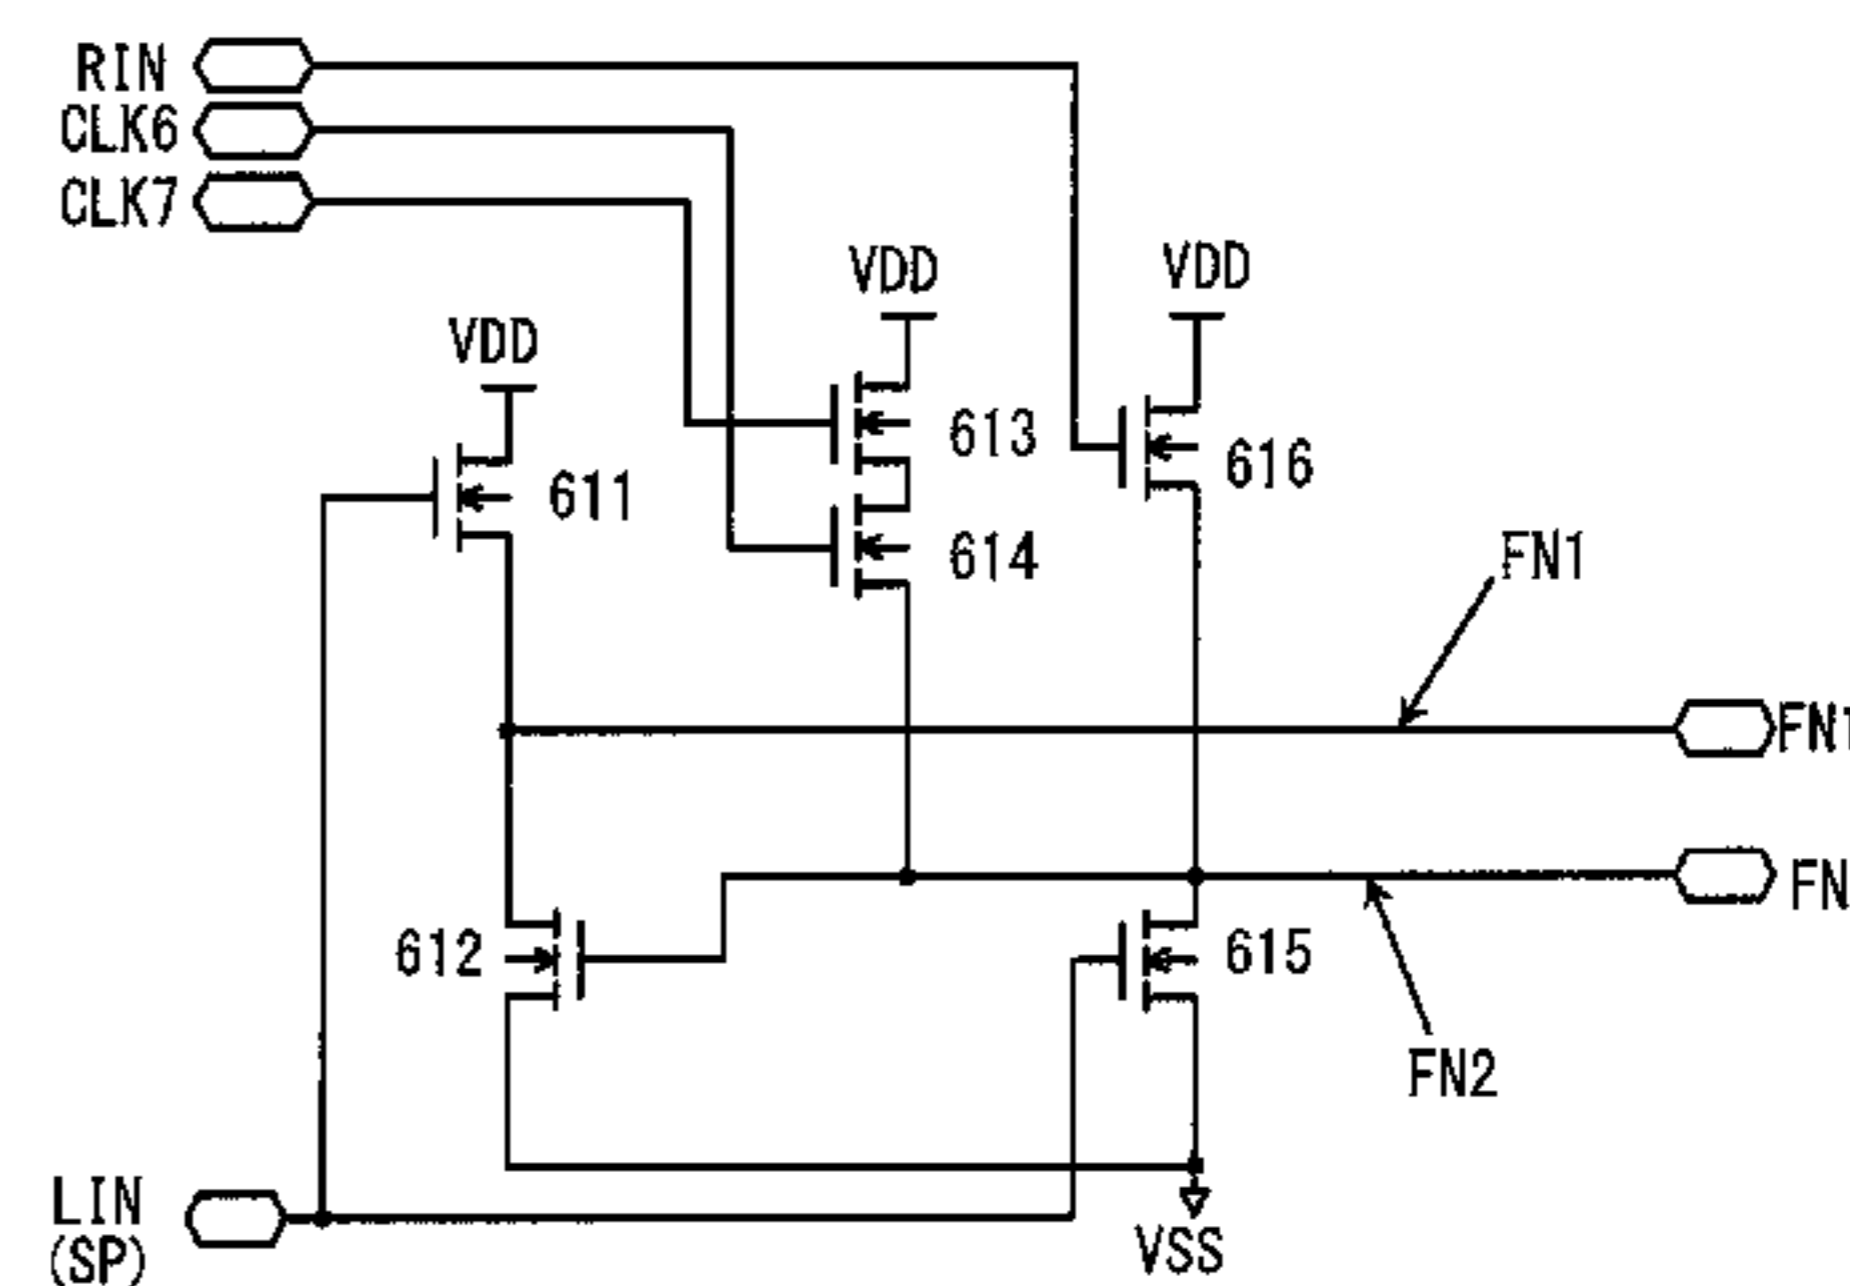 RIN
CLK6
CLK7
VDD
VDD
VDD
613
616
611
614
FN1
FN1
FN
612
615
FN2
LIN
(SP)
VSS